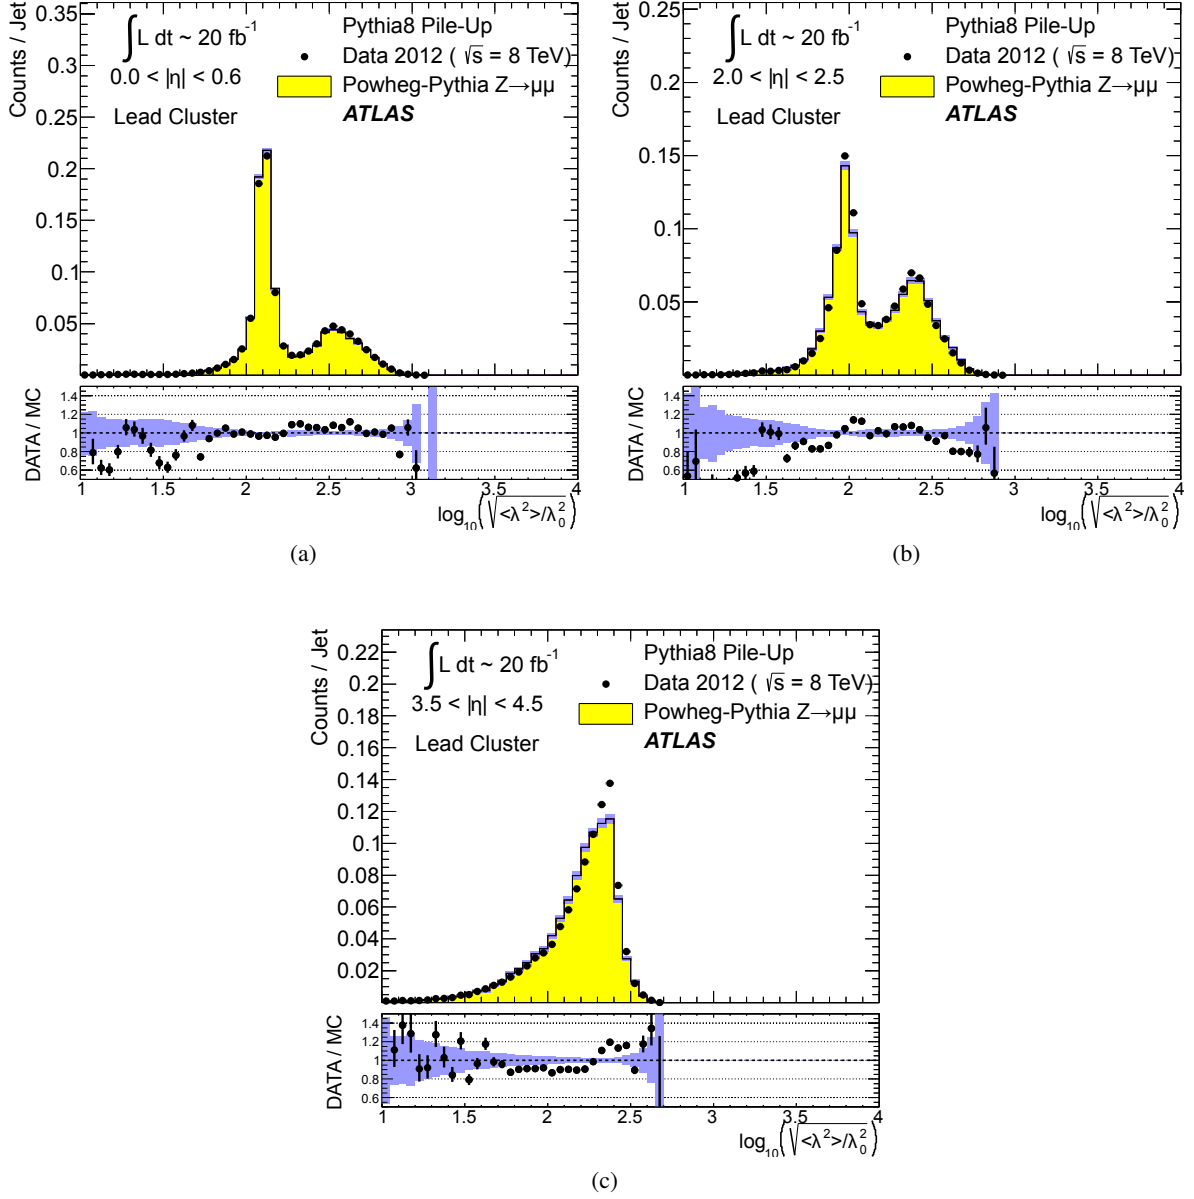 Counts / Jet
0.35
0.3
0.25
0.2
0.15
0.1
0.05
∫ L dt ~ 20 fb⁻¹
0.0 < |η| < 0.6
Lead Cluster
Pythia8 Pile-Up
Data 2012 ( √s = 8 TeV)
Powheg-Pythia Z→μμ
ATLAS
DATA / MC
1.4
1.2
1
0.8
0.6
1 1.5 2 2.5 3 3.5 4
log₁₀(√<λ²>/λ₀²)
(a)
Counts / Jet
0.25
0.2
0.15
0.1
0.05
∫ L dt ~ 20 fb⁻¹
2.0 < |η| < 2.5
Lead Cluster
Pythia8 Pile-Up
Data 2012 ( √s = 8 TeV)
Powheg-Pythia Z→μμ
ATLAS
DATA / MC
1.4
1.2
1
0.8
0.6
1 1.5 2 2.5 3 3.5 4
log₁₀(√<λ²>/λ₀²)
(b)
Counts / Jet
0.22
0.2
0.18
0.16
0.14
0.12
0.1
0.08
0.06
0.04
0.02
∫ L dt ~ 20 fb⁻¹
3.5 < |η| < 4.5
Lead Cluster
Pythia8 Pile-Up
Data 2012 ( √s = 8 TeV)
Powheg-Pythia Z→μμ
ATLAS
DATA / MC
1.4
1.2
1
0.8
0.6
1 1.5 2 2.5 3 3.5 4
log₁₀(√<λ²>/λ₀²)
(c)